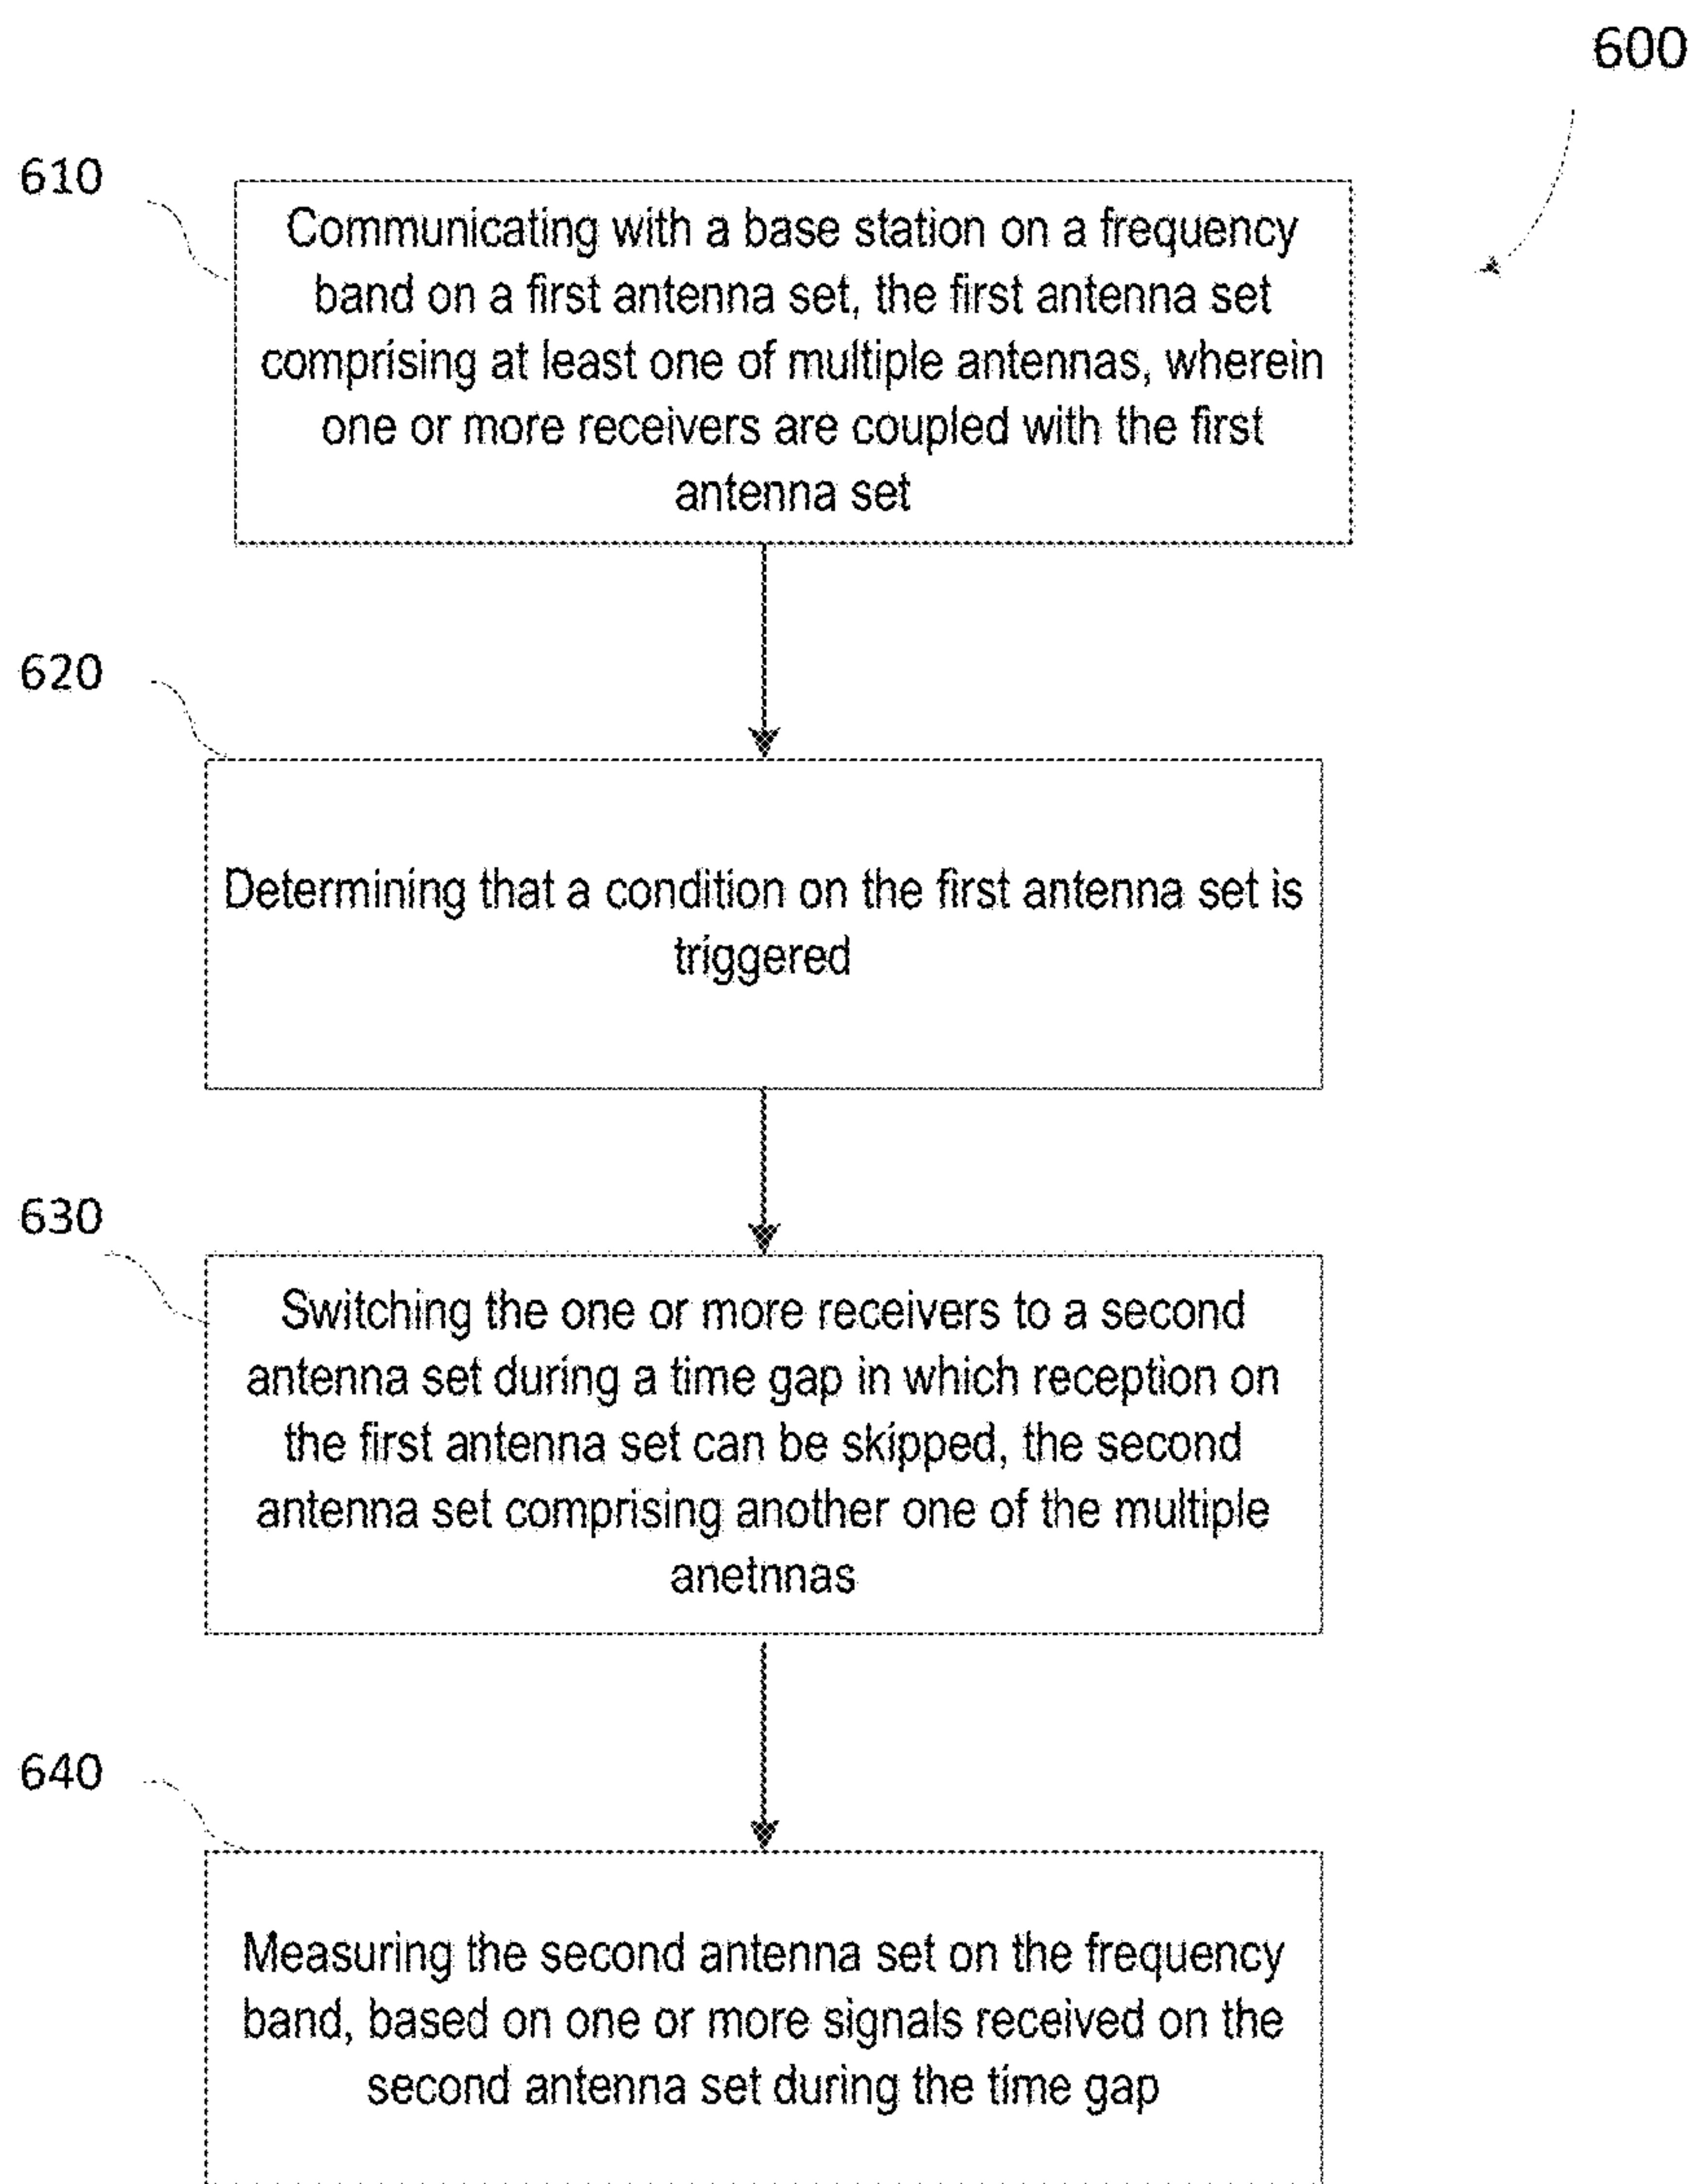 600
610
Communicating with a base station on a frequency
band on a first antenna set, the first antenna set
comprising at least one of multiple antennas, wherein
one or more receivers are coupled with the first
antenna set
620
Determining that a condition on the first antenna set is
triggered
630
Switching the one or more receivers to a second
antenna set during a time gap in which reception on
the first antenna set can be skipped, the second
antenna set comprising another one of the multiple
anetnnas
640
Measuring the second antenna set on the frequency
band, based on one or more signals received on the
second antenna set during the time gap